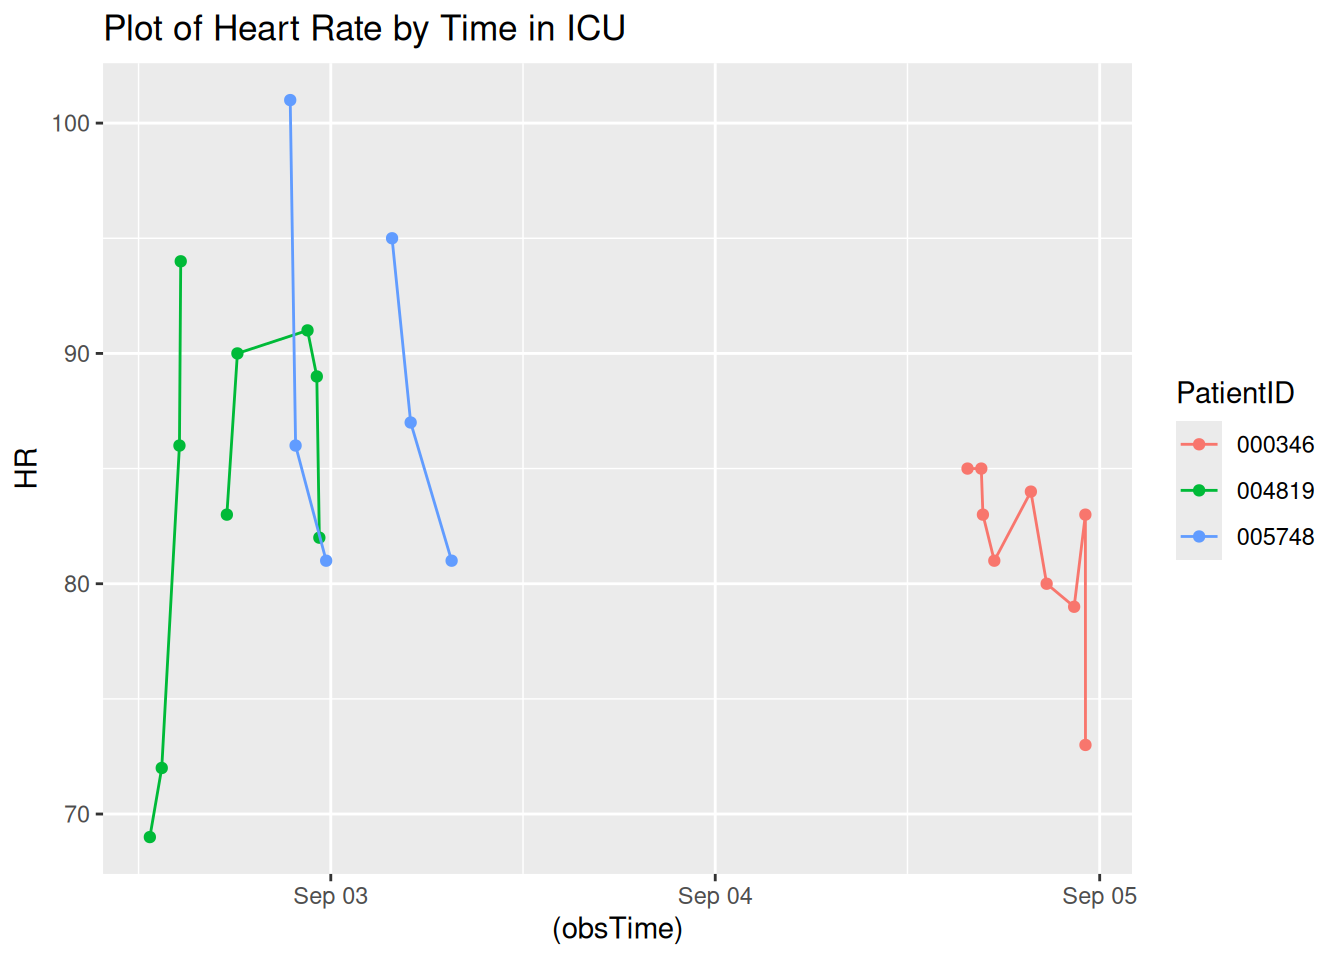 Plot of Heart Rate by Time in ICU
100
90
80
70
HR
Sep 03
Sep 04
Sep 05
(obsTime)
PatientID
000346
004819
005748